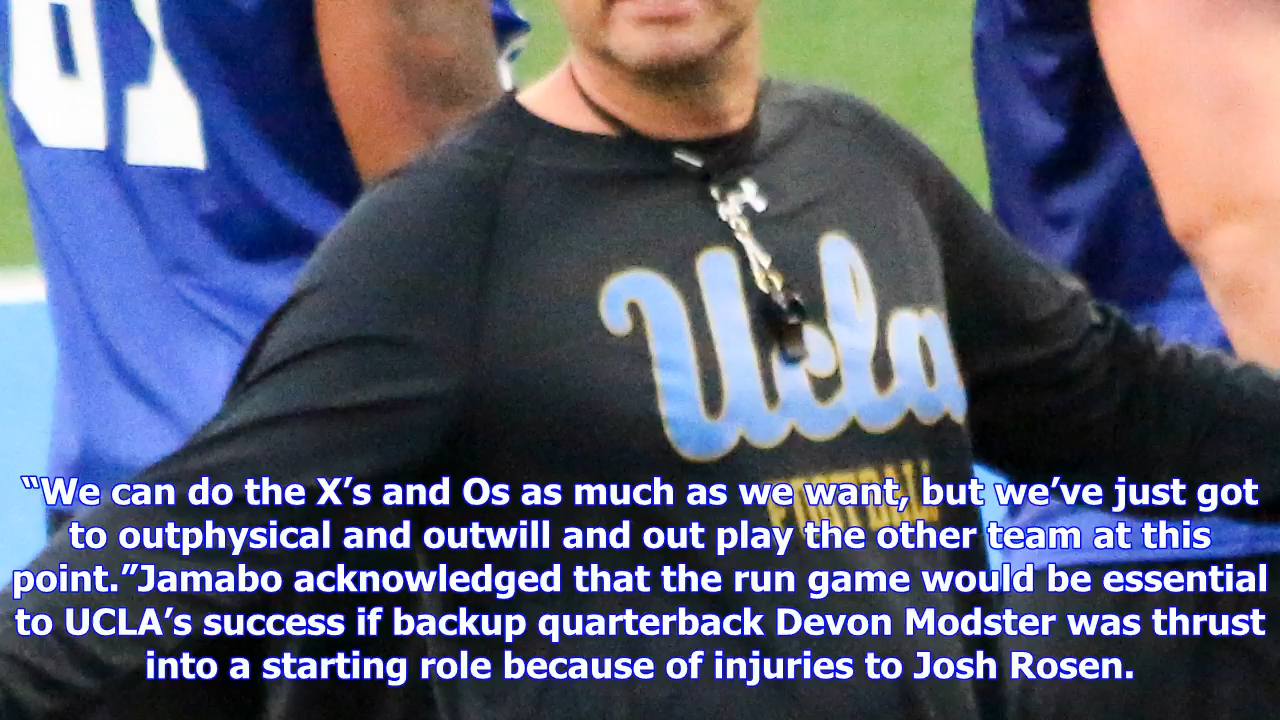 61
Ucla
FOOTBALL
“We can do the X’s and Os as much as we want, but we’ve just got
to outphysical and outwill and out play the other team at this
point.”Jamabo acknowledged that the run game would be essential
to UCLA’s success if backup quarterback Devon Modster was thrust
into a starting role because of injuries to Josh Rosen.